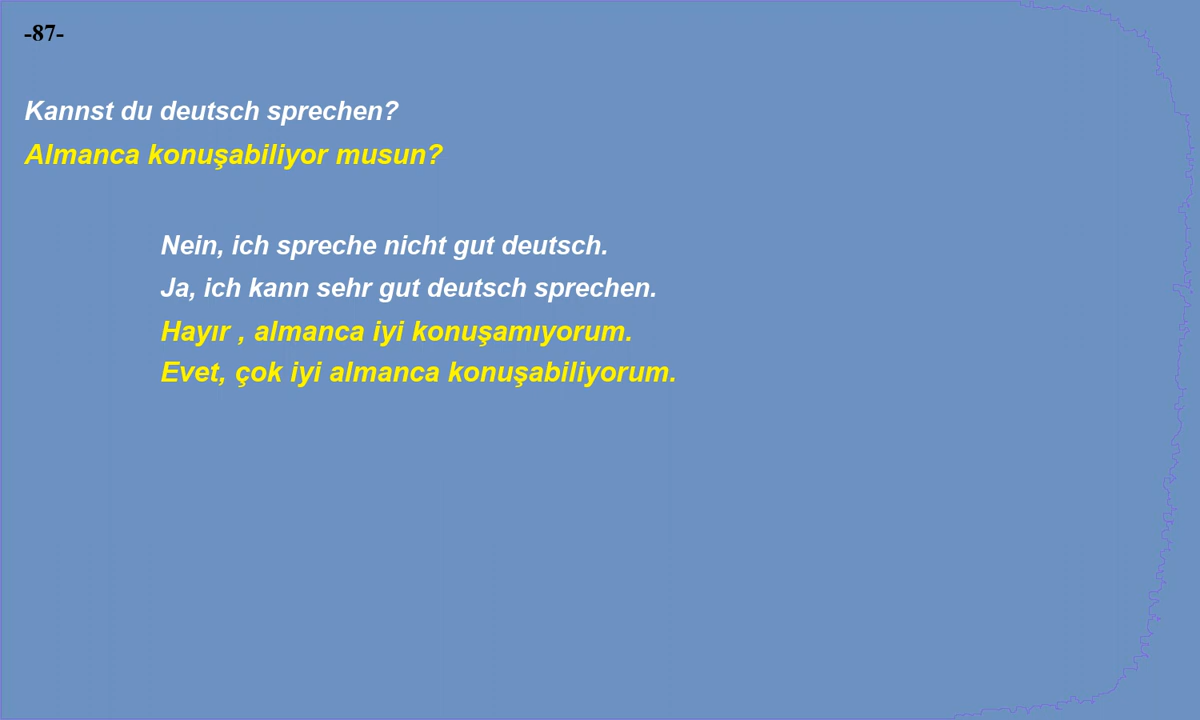 -87-
Kannst du deutsch sprechen?
Almanca konuşabiliyor musun?
Nein, ich spreche nicht gut deutsch.
Ja, ich kann sehr gut deutsch sprechen.
Hayır , almanca iyi konuşamıyorum.
Evet, çok iyi almanca konuşabiliyorum.